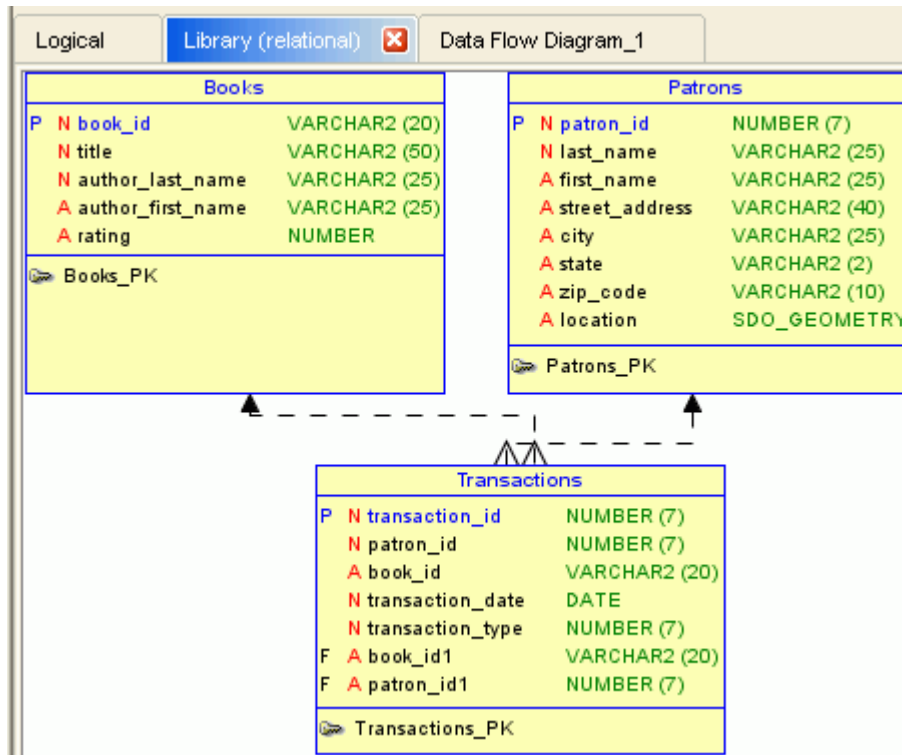 Logical Library (relational) Data Flow Diagram_1
Books
P N book_id VARCHAR2 (20)
N title VARCHAR2 (50)
N author_last_name VARCHAR2 (25)
A author_first_name VARCHAR2 (25)
A rating NUMBER
Books_PK
Patrons
P N patron_id NUMBER (7)
N last_name VARCHAR2 (25)
A first_name VARCHAR2 (25)
A street_address VARCHAR2 (40)
A city VARCHAR2 (25)
A state VARCHAR2 (2)
A zip_code VARCHAR2 (10)
A location SDO_GEOMETRY
Patrons_PK
Transactions
P N transaction_id NUMBER (7)
N patron_id NUMBER (7)
A book_id VARCHAR2 (20)
N transaction_date DATE
N transaction_type NUMBER (7)
F A book_id1 VARCHAR2 (20)
F A patron_id1 NUMBER (7)
Transactions_PK